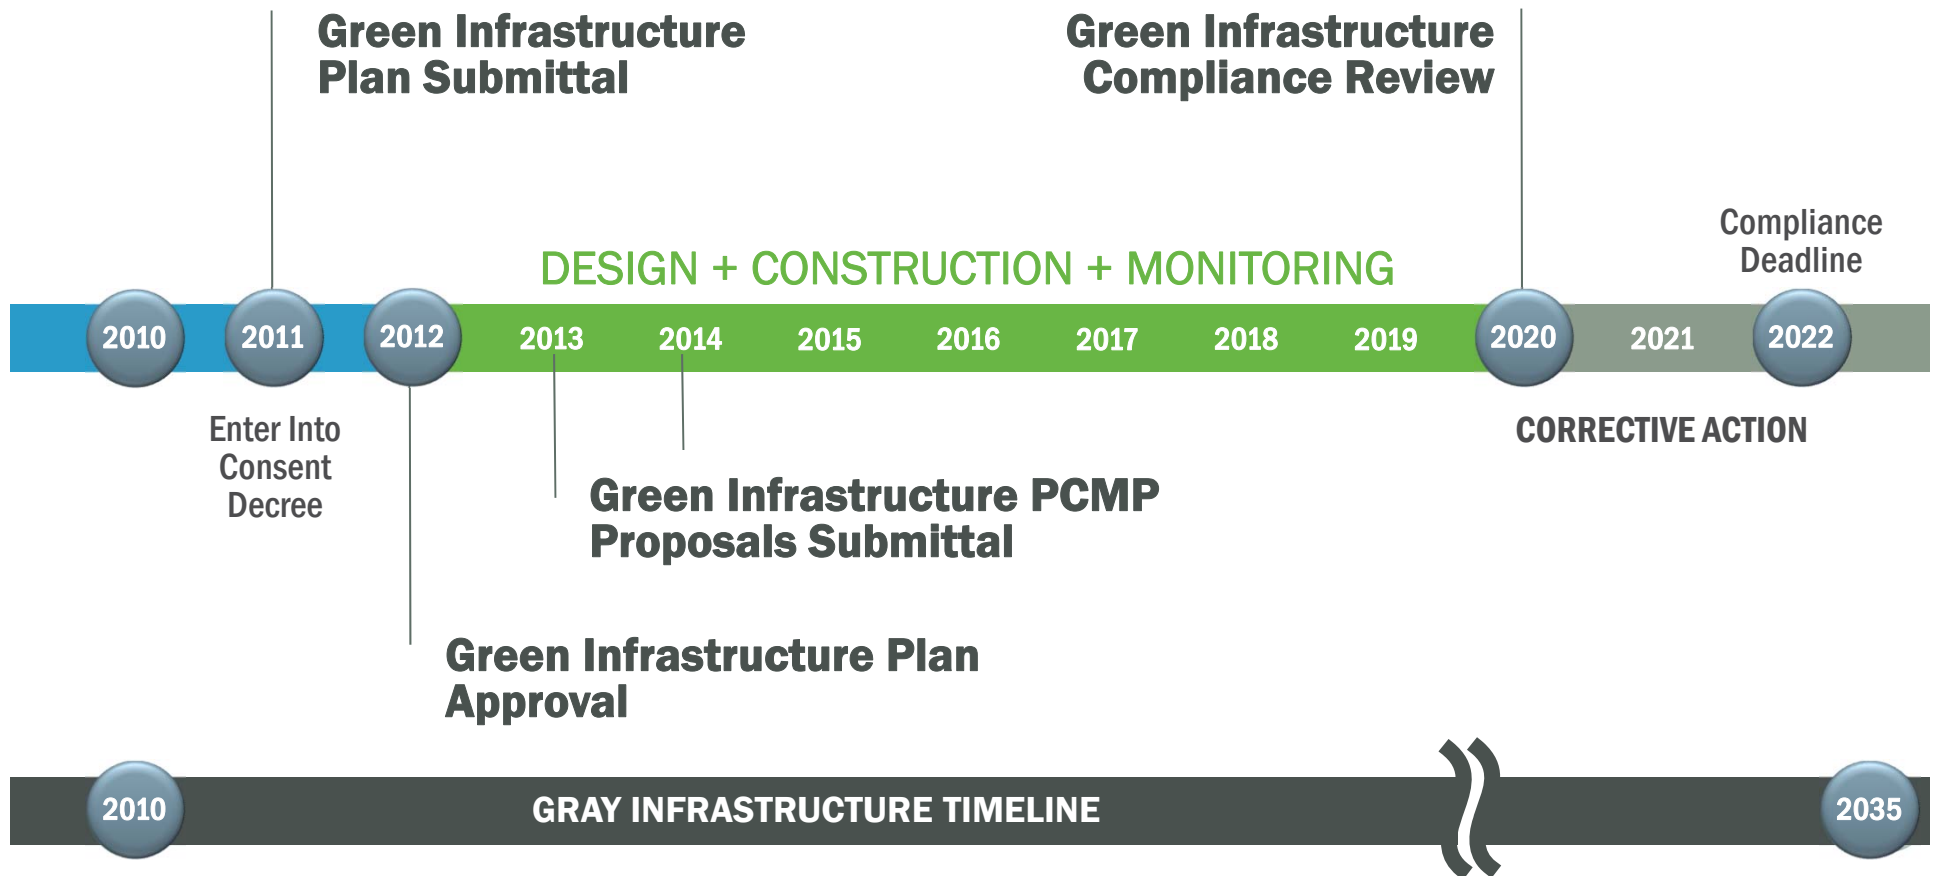 Green Infrastructure
Plan Submittal
Green Infrastructure
Compliance Review
Compliance
Deadline
DESIGN + CONSTRUCTION + MONITORING
2010 2011 2012 2013 2014 2015 2016 2017 2018 2019 2020 2021 2022
Enter Into
Consent
Decree
CORRECTIVE ACTION
Green Infrastructure PCMP
Proposals Submittal
Green Infrastructure Plan
Approval
2010 GRAY INFRASTRUCTURE TIMELINE 2035